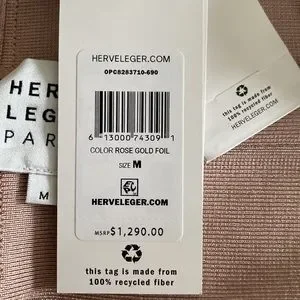 HERVELEGER.COM
0PC8283710-690
6 13000 74309 1
COLOR ROSE GOLD FOIL
SIZE M
HERVELEGER.COM
MSRP $1,290.00
this tag is made from
100% recycled fiber
this tag is made from
100% recycled fiber
HERVELEGER.COM
HER
LEG
PAR
M